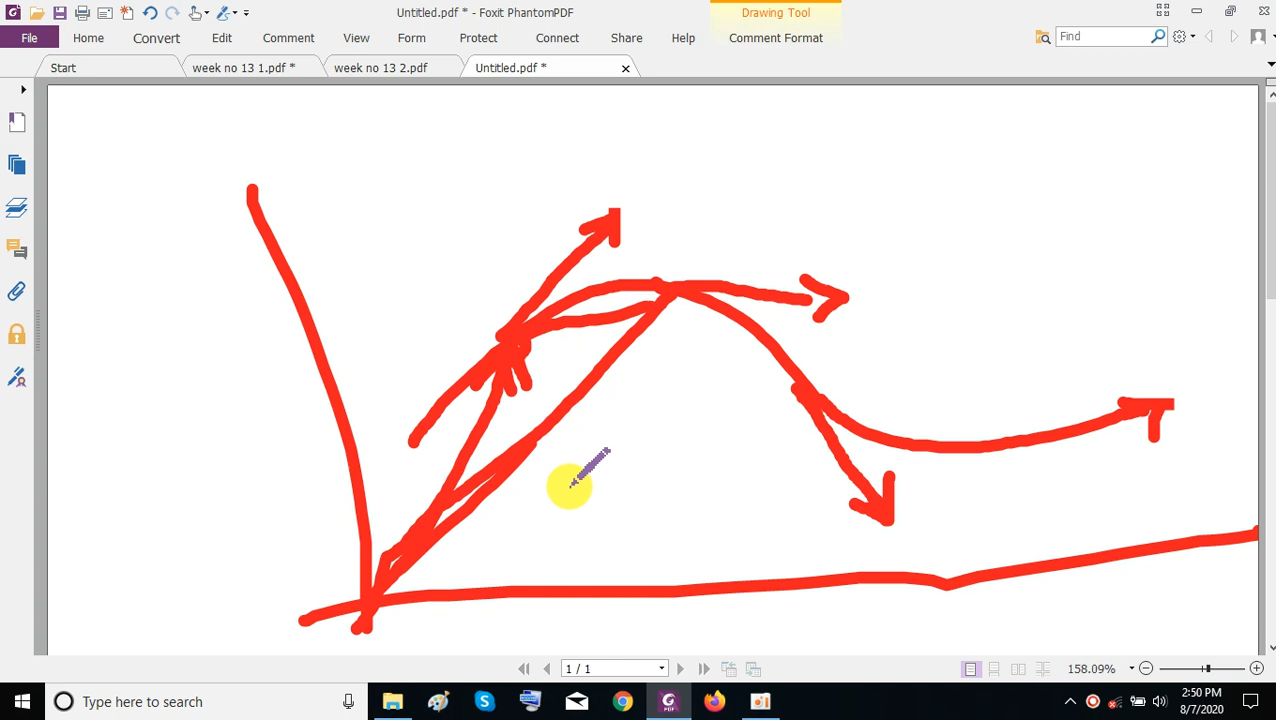 Untitled.pdf * - Foxit PhantomPDF
Drawing Tool
File Home Convert Edit Comment View Form Protect Connect Share Help Comment Format
Find
Start week no 13 1.pdf * week no 13 2.pdf Untitled.pdf *
1 / 1
158.09%
Type here to search
PDF
2:50 PM
8/7/2020